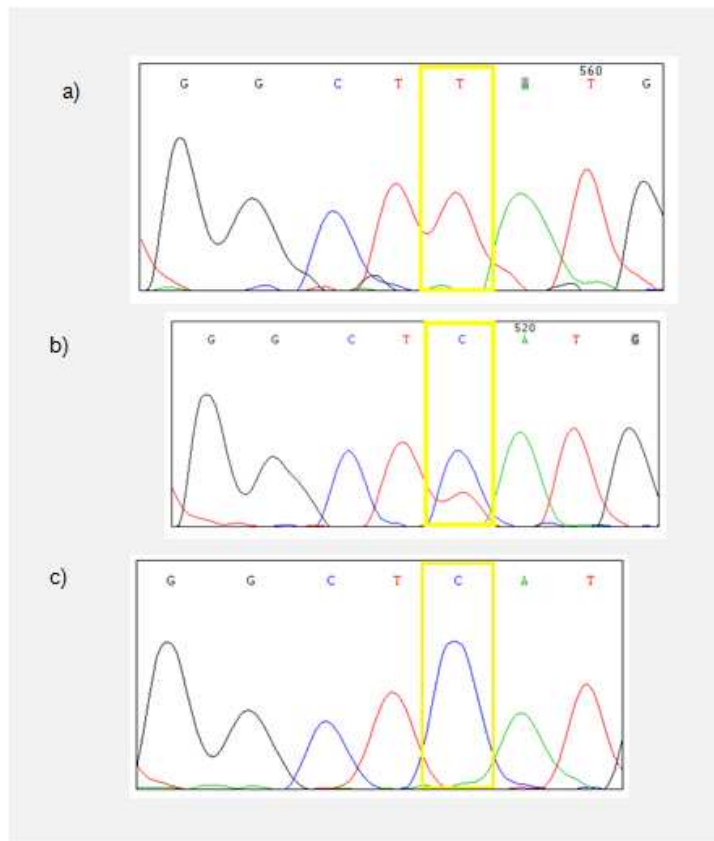 a)
560
G G C T T A T G
b)
520
G G C T C A T G
c)
G G C T C A T